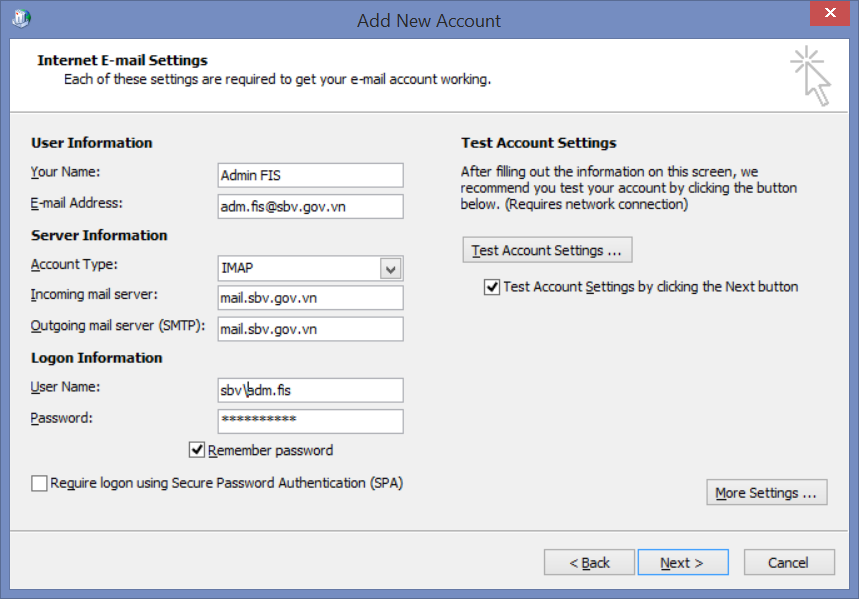 Add New Account
Internet E-mail Settings
Each of these settings are required to get your e-mail account working.
User Information
Your Name:
Admin FIS
E-mail Address:
adm.fis@sbv.gov.vn
Server Information
Account Type:
IMAP
Incoming mail server:
mail.sbv.gov.vn
Outgoing mail server (SMTP):
mail.sbv.gov.vn
Logon Information
User Name:
sbv\adm.fis
Password:
**********
Remember password
Require logon using Secure Password Authentication (SPA)
Test Account Settings
After filling out the information on this screen, we
recommend you test your account by clicking the button
below. (Requires network connection)
Test Account Settings ...
Test Account Settings by clicking the Next button
More Settings ...
< Back
Next >
Cancel